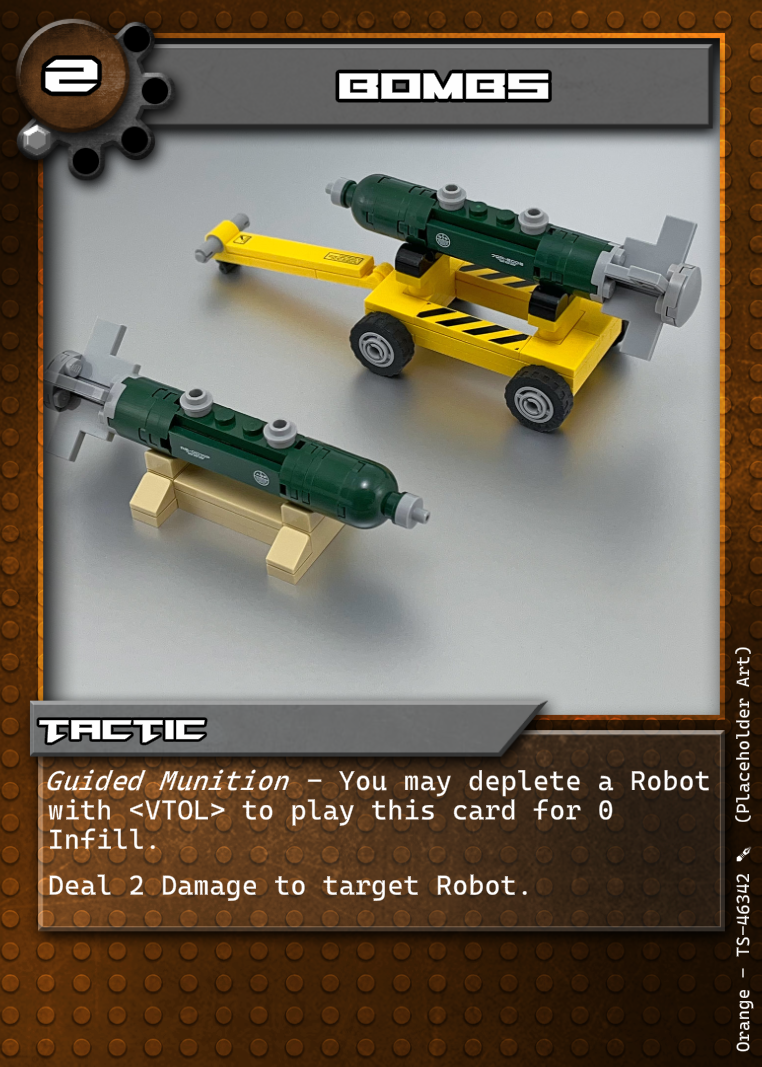 2
BOMBS
TACTIC
Guided Munition – You may deplete a Robot
with <VTOL> to play this card for 0
Infill.
Deal 2 Damage to target Robot.
Orange – TS-46342 (Placeholder Art)